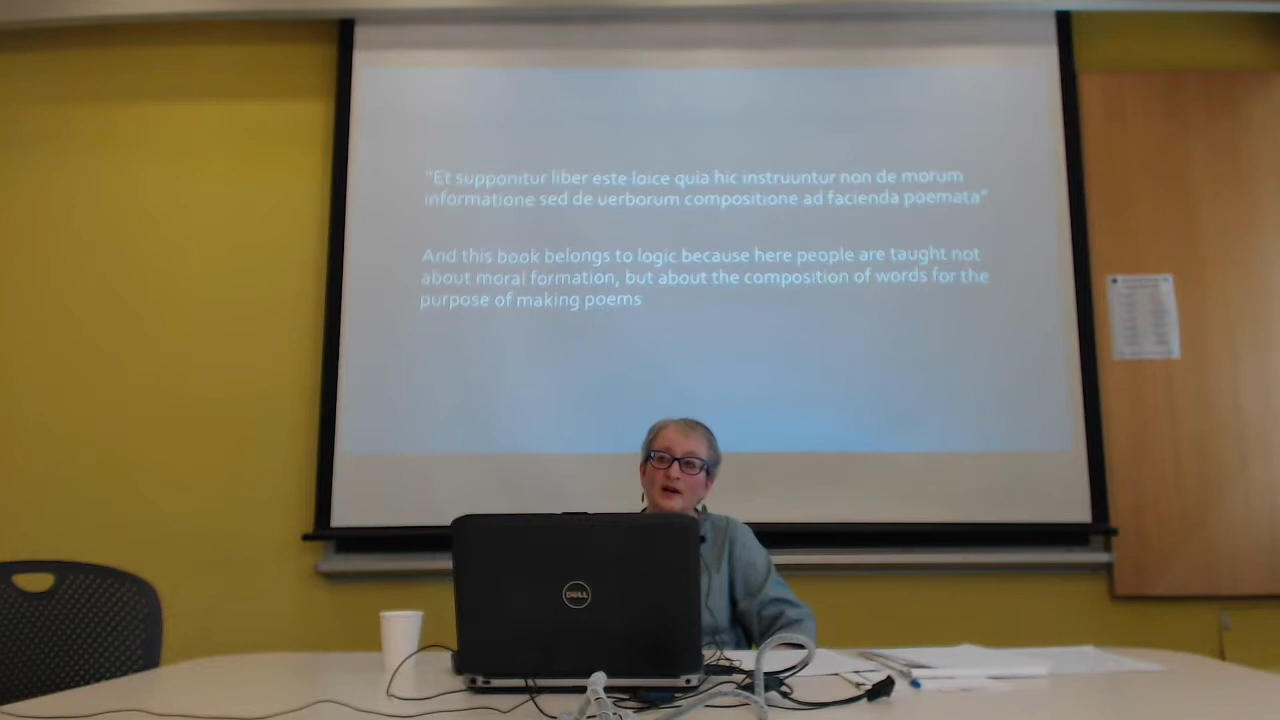 "Et supponitur liber este loice quia hic instruuntur non de morum
informatione sed de uerborum compositione ad facienda poemata"
And this book belongs to logic because here people are taught not
about moral formation, but about the composition of words for the
purpose of making poems
DELL